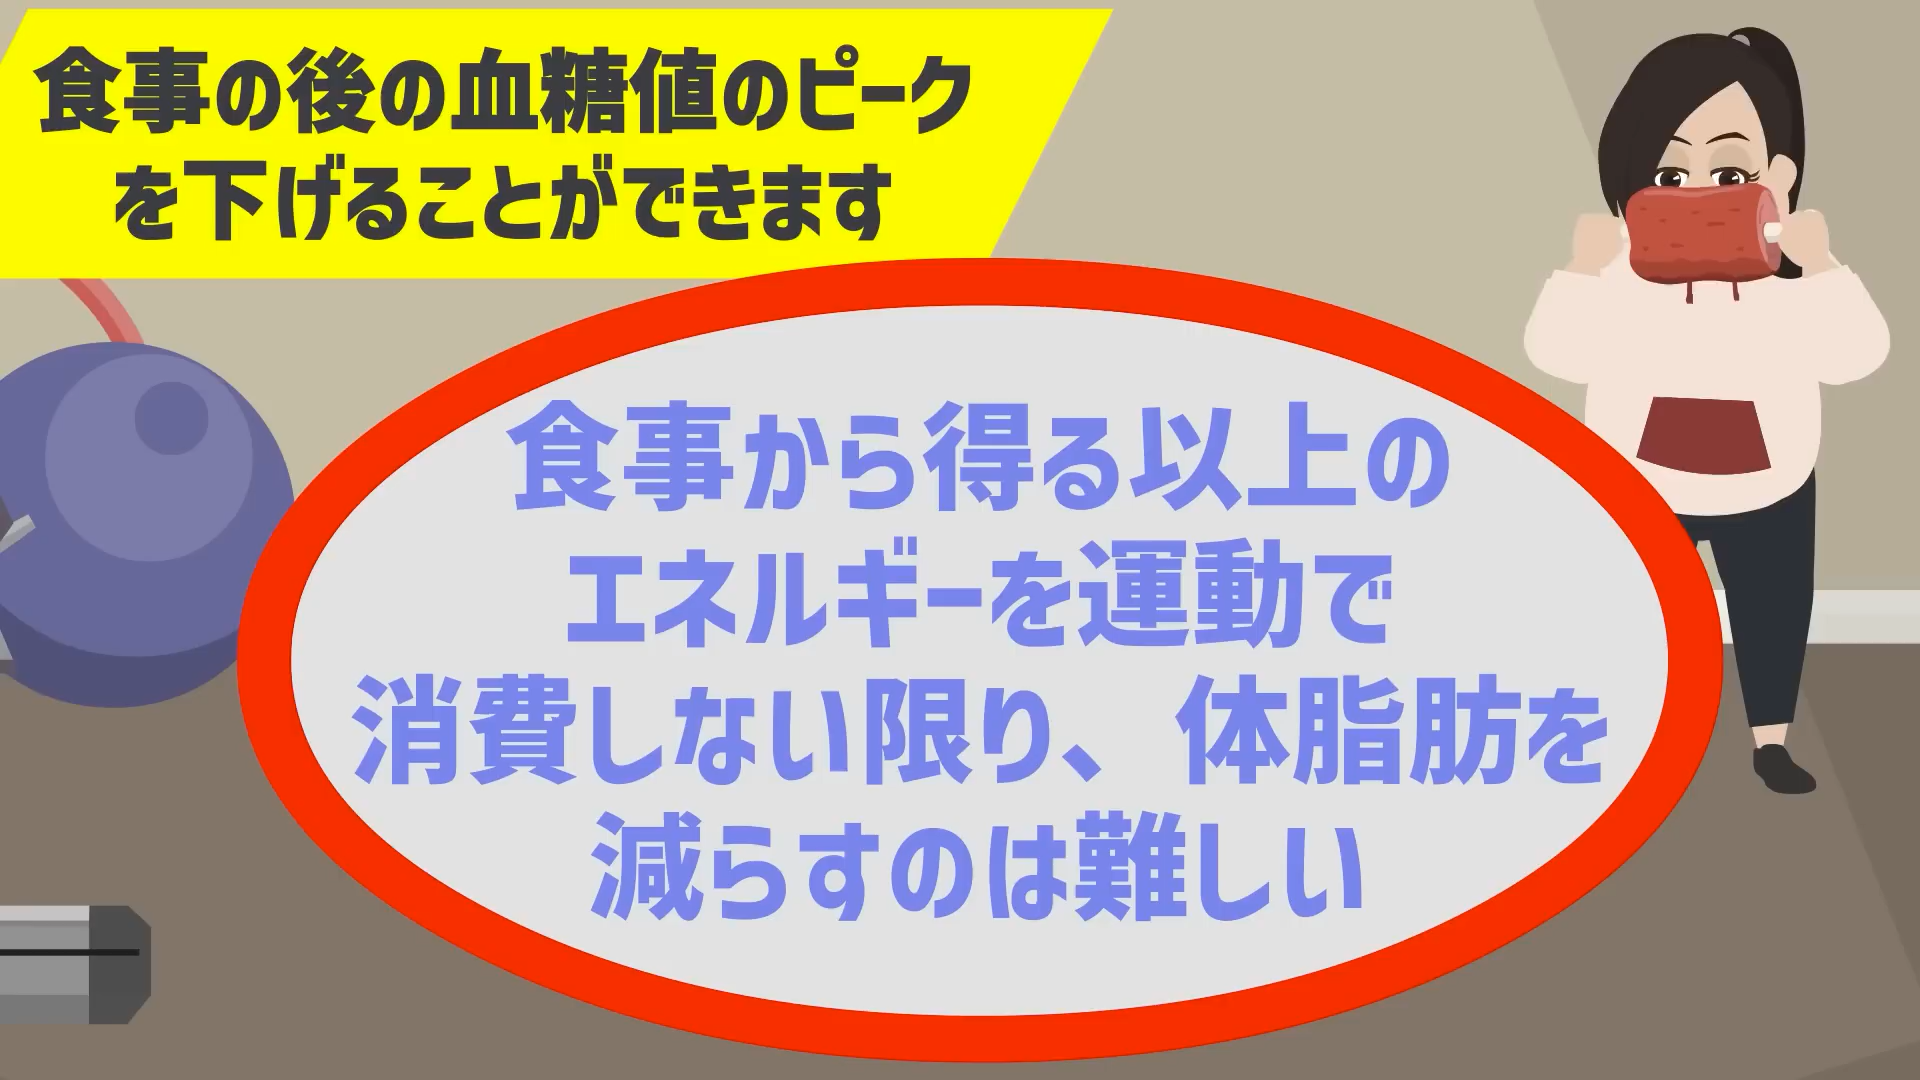 食事の後の血糖値のピーク
を下げることができます
食事から得る以上の
エネルギーを運動で
消費しない限り、体脂肪を
減らすのは難しい